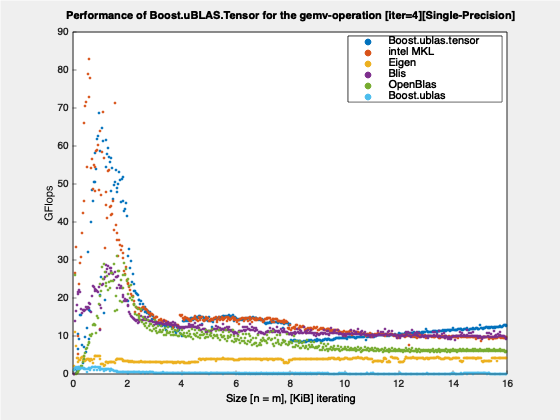 Performance of Boost.uBLAS.Tensor for the gemv-operation [iter=4][Single-Precision]
Boost.ublas.tensor
intel MKL
Eigen
Blis
OpenBlas
Boost.ublas
90
80
70
60
50
40
30
20
10
0
GFlops
0 2 4 6 8 10 12 14 16
Size [n = m], [KiB] iterating